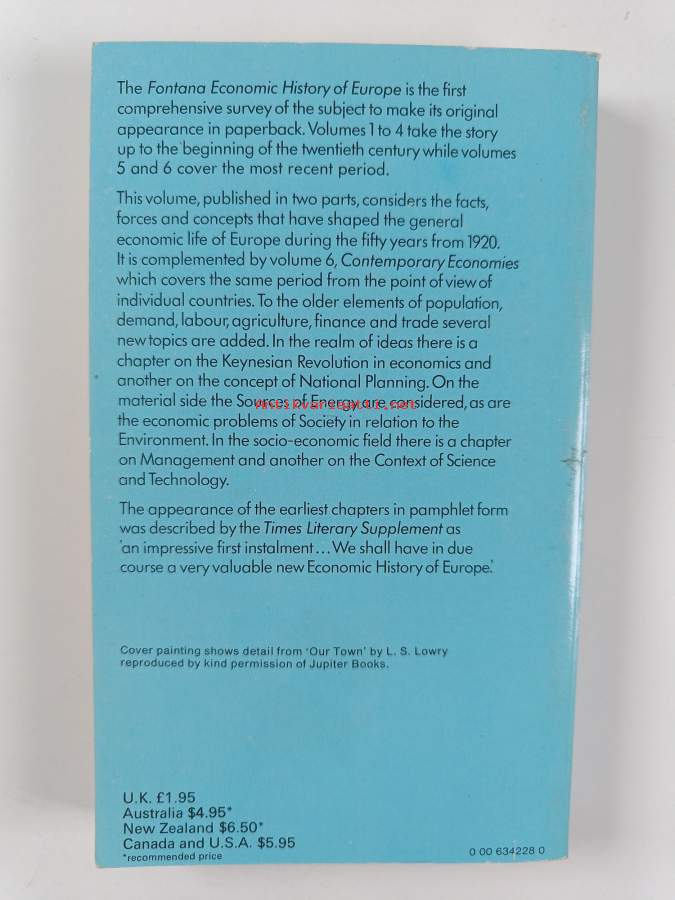 The Fontana Economic History of Europe is the first
comprehensive survey of the subject to make its original
appearance in paperback. Volumes 1 to 4 take the story
up to the beginning of the twentieth century while volumes
5 and 6 cover the most recent period.
This volume, published in two parts, considers the facts,
forces and concepts that have shaped the general
economic life of Europe during the fifty years from 1920.
It is complemented by volume 6, Contemporary Economies
which covers the same period from the point of view of
individual countries. To the older elements of population,
demand, labour, agriculture, finance and trade several
new topics are added. In the realm of ideas there is a
chapter on the Keynesian Revolution in economics and
another on the concept of National Planning. On the
material side the Sources of Energy are considered, as are
Antikvariaatti.net
the economic problems of Society in relation to the
Environment. In the socio-economic field there is a chapter
on Management and another on the Context of Science
and Technology.
The appearance of the earliest chapters in pamphlet form
was described by the Times Literary Supplement as
'an impressive first instalment... We shall have in due
course a very valuable new Economic History of Europe.'
Cover painting shows detail from 'Our Town' by L. S. Lowry
reproduced by kind permission of Jupiter Books.
U.K. £1.95
Australia $4.95*
New Zealand $6.50*
Canada and U.S.A. $5.95
*recommended price
0 00 634228 0